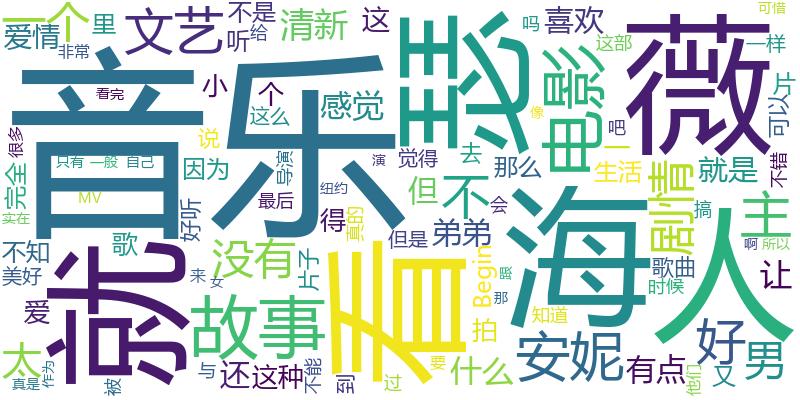 一个
里
文艺
不是
听
给
清新
这
喜欢
吗
这部
可惜
一样
爱情
非常
音乐
瑟
电影
薇
片
可以
看完
小
个
这么
感觉
像
吧
一
很多
只有
一般
自己
MV
因为
说
导演
演
觉得
去
那么
生活
就是
不错
完全
实在
好听
最后
纽约
得
真的
但
不
会
剧情
主
搞
海
人
不知
美好
歌
没有
片子
但是
弟弟
Begin
跟
那
歌曲
时候
让
啊
所以
就
来
女
看
爱
故事
拍
知道
安妮
好
男
太
真是
作为
被
与
还
这种
不能
到
过
要
什么
有点
他们
又